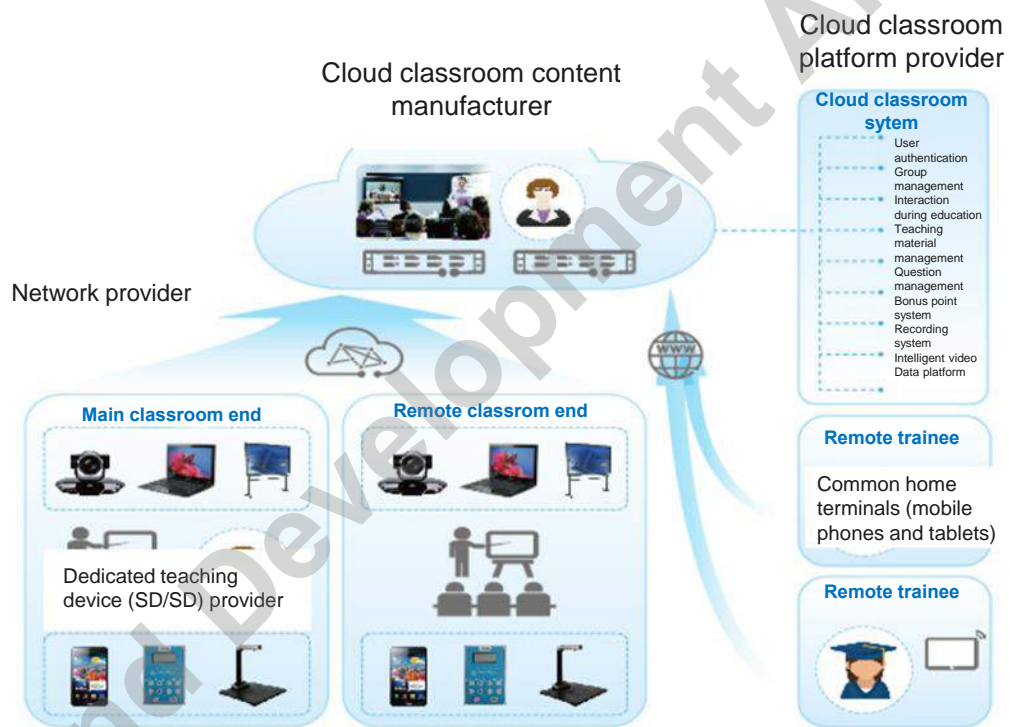 Cloud classroom
platform provider
Cloud classroom content
manufacturer
Cloud classroom
sytem
User
authentication
Group
management
Interaction
during education
Teaching
material
management
Question
management
Bonus point
system
Recording
system
Intelligent video
Data platform
Network provider
WWW
Main classroom end
Remote classrom end
Dedicated teaching
device (SD/SD) provider
Remote trainee
Common home
terminals (mobile
phones and tablets)
Remote trainee
nd Development A